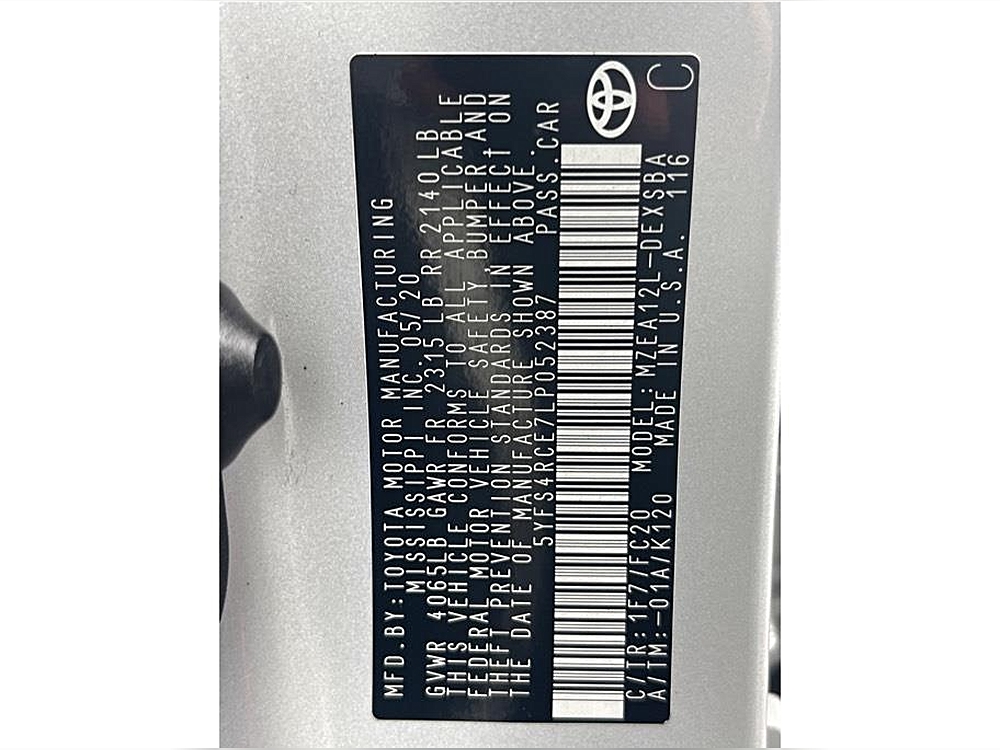 MFD.BY:TOYOTA MOTOR MANUFACTURING
MISSISSIPPI INC. 05/20
GVWR 4065LB GAWR FR 2315 LB RR 2140LB
THIS VEHICLE CONFORMS TO ALL APPLICABLE
FEDERAL MOTOR VEHICLE SAFETY, BUMPER AND
THEFT PREVENTION STANDARDS IN EFFECT ON
THE DATE OF MANUFACTURE SHOWN ABOVE.
5YFS4RCE7LP052387 PASS.CAR
C/TR:1F7/FC20 MODEL:MZEA12L-DEXSBA
A/TM:-01A/K120 MADE IN U.S.A. 116
C